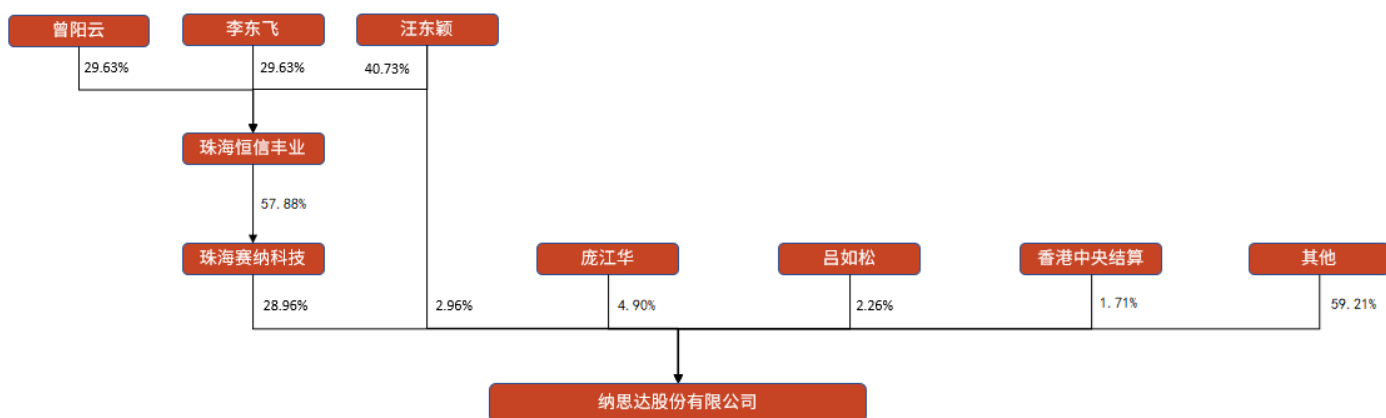 曾阳云
李东飞
汪东颖
29.63%
29.63%
40.73%
珠海恒信丰业
57.88%
珠海赛纳科技
庞江华
吕如松
香港中央结算
其他
28.96%
2.96%
4.90%
2.26%
1.71%
59.21%
纳思达股份有限公司